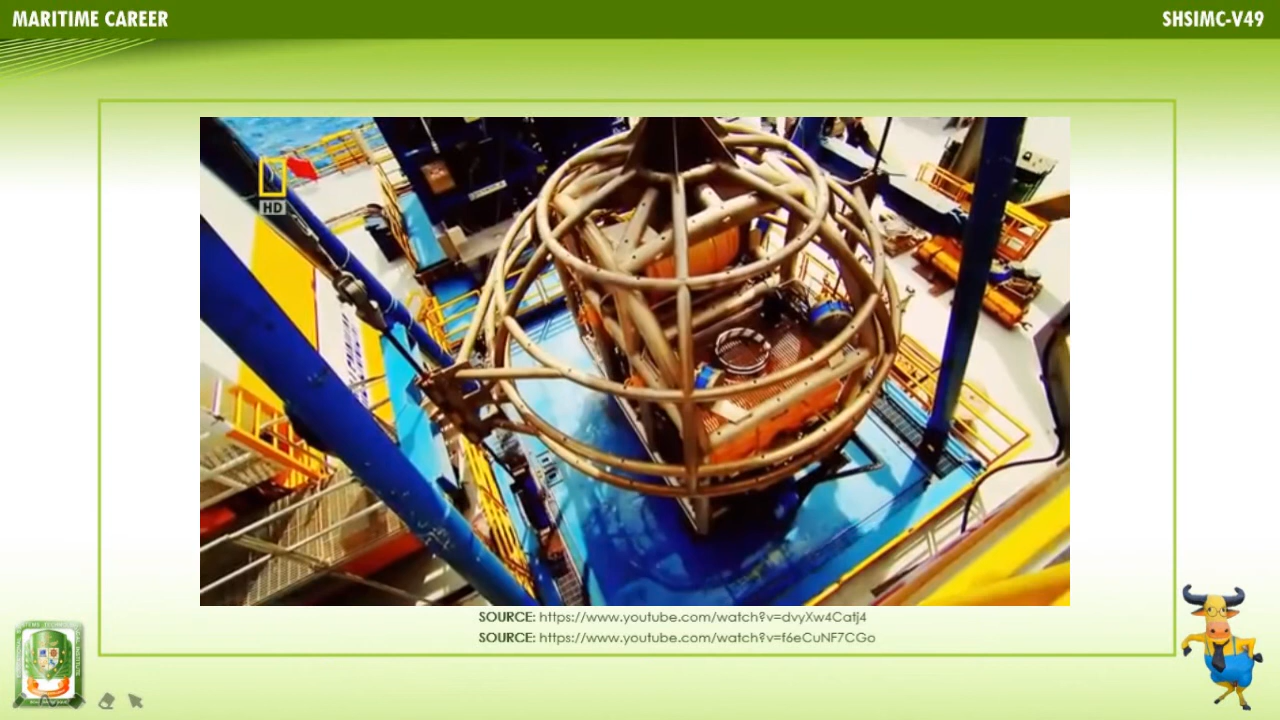 MARITIME CAREER
SHSIMC-V49
HD
SOURCE: https://www.youtube.com/watch?v=dvyXw4Catj4
SOURCE: https://www.youtube.com/watch?v=f6eCuNF7CGo